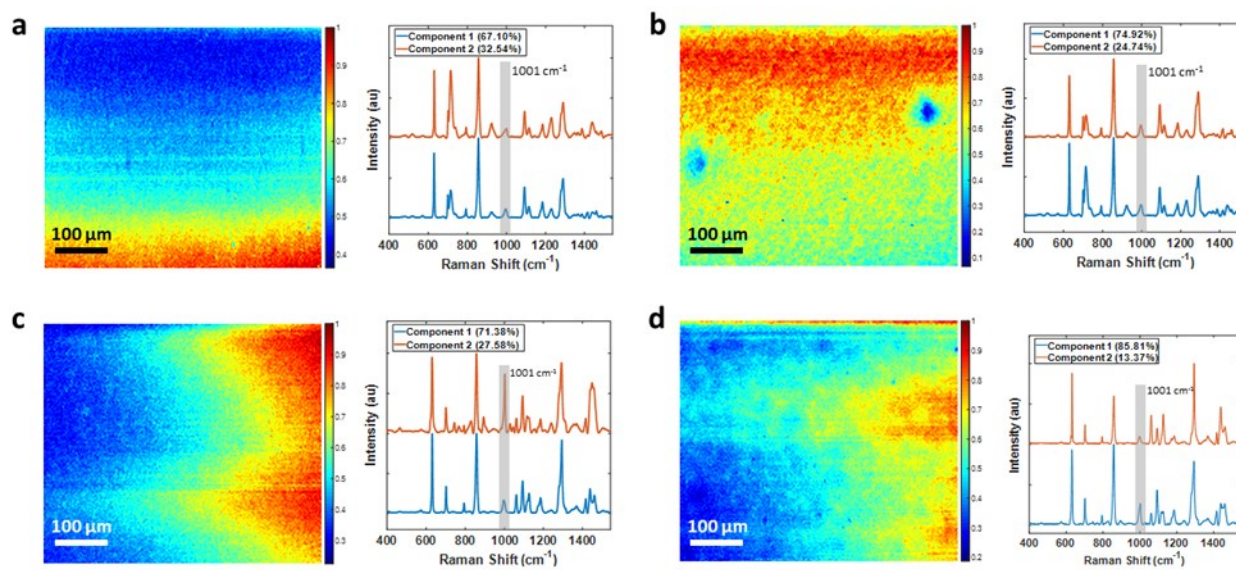 a
1
0.9
0.8
0.7
0.6
0.5
0.4
100 μm
Component 1 (67.10%)
Component 2 (32.54%)
1001 cm⁻¹
Intensity (au)
400 600 800 1000 1200 1400
Raman Shift (cm⁻¹)
b
1
0.9
0.8
0.7
0.6
0.5
0.4
0.3
0.2
0.1
100 μm
Component 1 (74.92%)
Component 2 (24.74%)
1001 cm⁻¹
Intensity (au)
400 600 800 1000 1200 1400
Raman Shift (cm⁻¹)
c
1
0.9
0.8
0.7
0.6
0.5
0.4
0.3
100 μm
Component 1 (71.38%)
Component 2 (27.58%)
1001 cm⁻¹
Intensity (au)
400 600 800 1000 1200 1400
Raman Shift (cm⁻¹)
d
1
0.9
0.8
0.7
0.6
0.5
0.4
0.3
0.2
100 μm
Component 1 (85.81%)
Component 2 (13.37%)
1001 cm⁻¹
Intensity (au)
400 600 800 1000 1200 1400
Raman Shift (cm⁻¹)